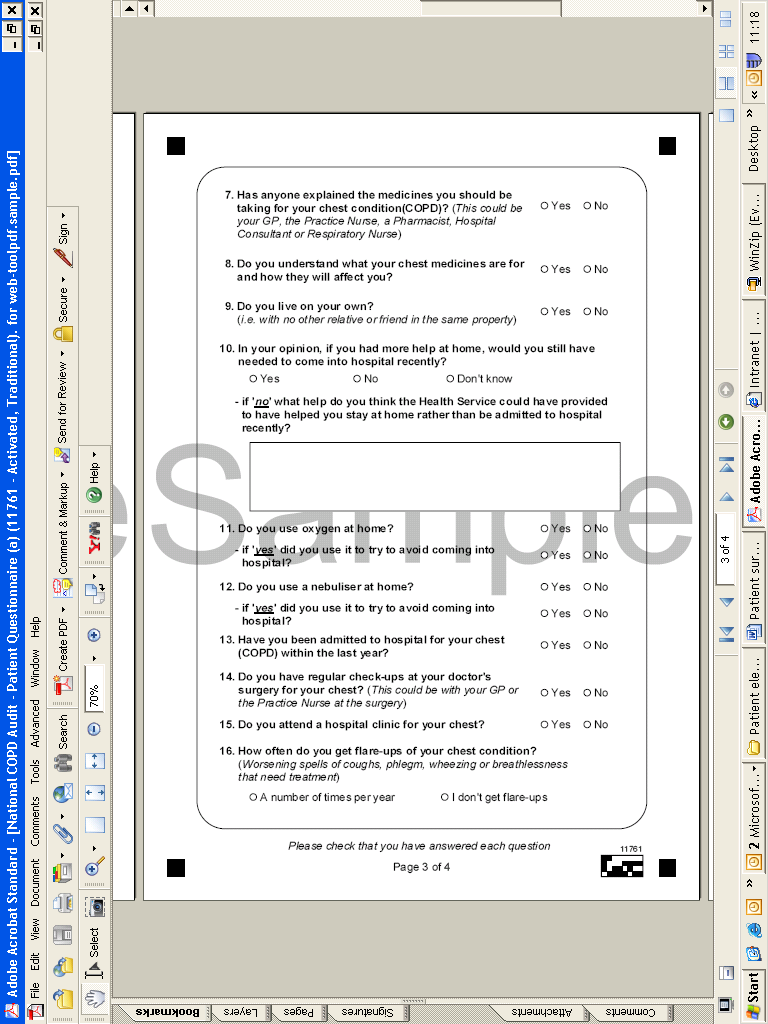 Adobe Acrobat Standard - [National COPD Audit - Patient Questionnaire (a) (11761 - Activated, Traditional). for web-toolpdf.sample.pdf]
File Edit View Document Comments Tools Advanced Window Help
Create PDF Comment & Markup Send for Review Secure Sign
Search
Select 70% Y! Help
7. Has anyone explained the medicines you should be
taking for your chest condition(COPD)? (This could be
your GP, the Practice Nurse, a Pharmacist, Hospital
Consultant or Respiratory Nurse)
Yes No
8. Do you understand what your chest medicines are for
and how they will affect you?
Yes No
9. Do you live on your own?
(i.e. with no other relative or friend in the same property)
Yes No
10. In your opinion, if you had more help at home, would you still have
needed to come into hospital recently?
Yes No Don't know
- if 'no' what help do you think the Health Service could have provided
to have helped you stay at home rather than be admitted to hospital
recently?
eSample
11. Do you use oxygen at home? Yes No
- if 'yes' did you use it to try to avoid coming into
hospital?
Yes No
12. Do you use a nebuliser at home? Yes No
- if 'yes' did you use it to try to avoid coming into
hospital?
Yes No
13. Have you been admitted to hospital for your chest
(COPD) within the last year?
Yes No
14. Do you have regular check-ups at your doctor's
surgery for your chest? (This could be with your GP or
the Practice Nurse at the surgery)
Yes No
15. Do you attend a hospital clinic for your chest? Yes No
16. How often do you get flare-ups of your chest condition?
(Worsening spells of coughs, phlegm, wheezing or breathlessness
that need treatment)
A number of times per year I don't get flare-ups
Please check that you have answered each question
Page 3 of 4
11761
Bookmarks
Layers
Pages
Signatures
Attachments
Comments
3 of 4
Start 2 Microsof... Patient ele... Patient sur... Adobe Acro... Intranet | ... WinZip (Ev... Desktop 11:18